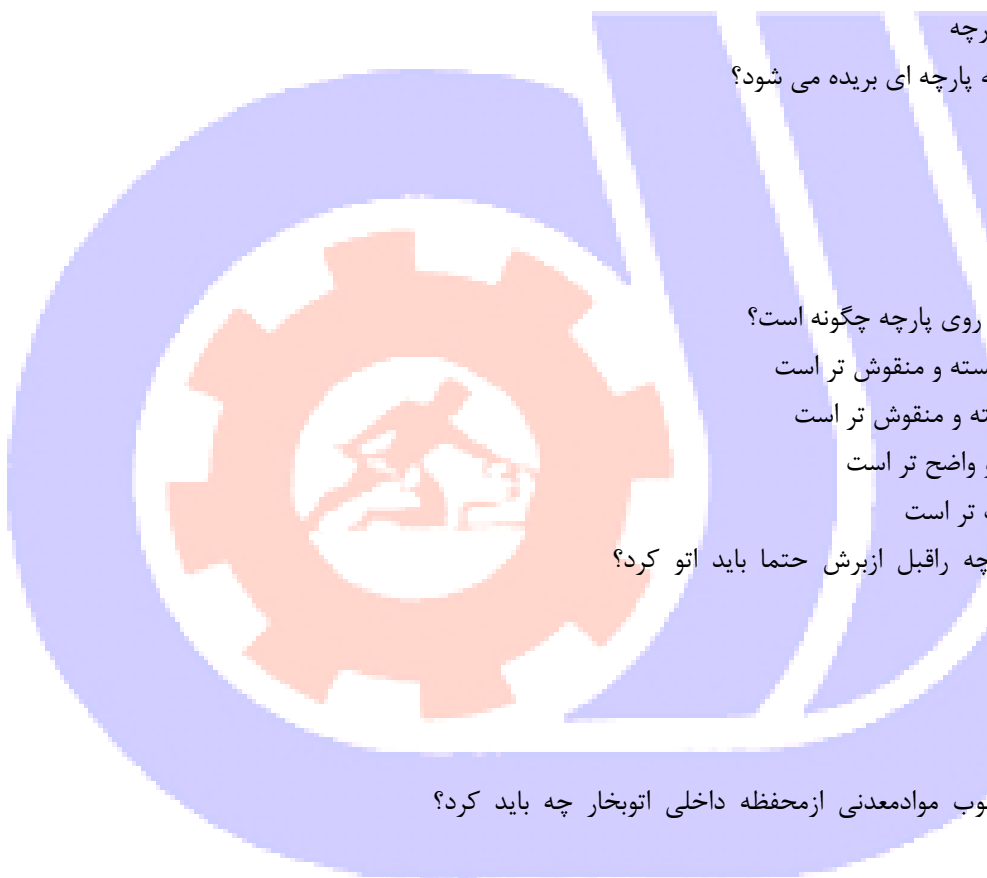 رچه
ه پارچه ای بریده می شود؟
روی پارچه چگونه است؟
سته و منقوش تر است
ته و منقوش تر است
و واضح تر است
تر است
چه راقبل ازبرش حتما باید اتو کرد؟
وب موادمعدنی ازمحفظه داخلی اتوبخار چه باید کرد؟